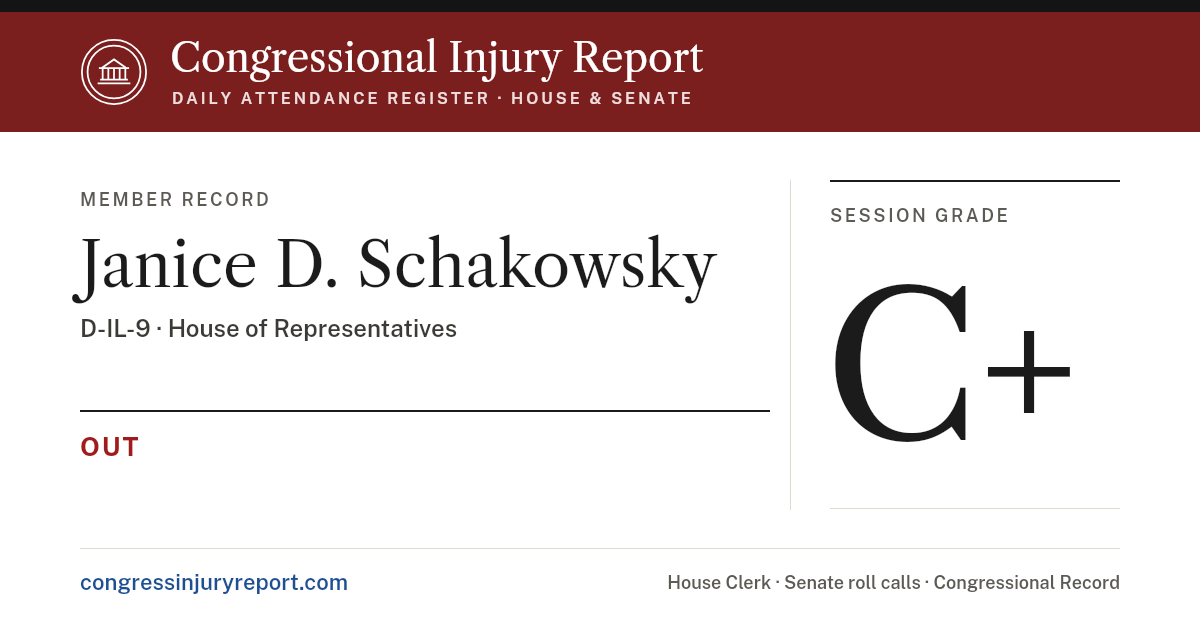 Congressional Injury Report
DAILY ATTENDANCE REGISTER · HOUSE & SENATE
MEMBER RECORD
Janice D. Schakowsky
D-IL-9 · House of Representatives
OUT
SESSION GRADE
C+
congressinjuryreport.com
House Clerk · Senate roll calls · Congressional Record